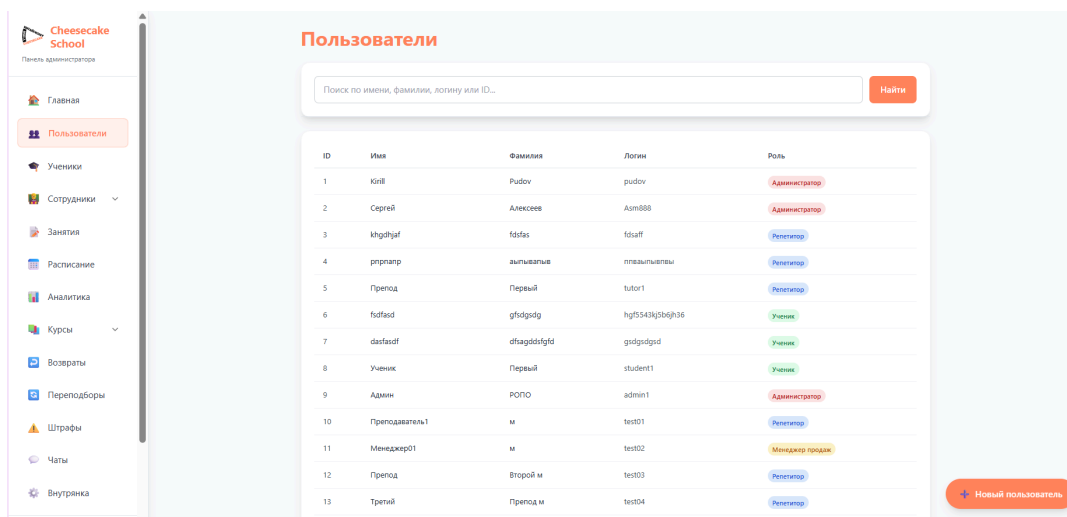 Cheesecake
School
Панель администратора
Главная
Пользователи
Ученики
Сотрудники
Занятия
Расписание
Аналитика
Курсы
Возвраты
Переподборы
Штрафы
Чаты
Внутрянка
Пользователи
Поиск по имени, фамилии, логину или ID...
Найти
ID Имя Фамилия Логин Роль
1 Kirill Pudov pudov Администратор
2 Сергей Алексеев Asm888 Администратор
3 khgdhjaf fdsfas fdsaff Репетитор
4 рпрпапр аыпывапыв ппваыпывпвы Репетитор
5 Препод Первый tutor1 Репетитор
6 fsdfasd gfsdgsdg hgf5543kj5b6jh36 Ученик
7 dasfasdf dfsagddsfgfd gsdgsdgsd Ученик
8 Ученик Первый student1 Ученик
9 Админ РОПО admin1 Администратор
10 Преподаватель1 м test01 Репетитор
11 Менеджер01 м test02 Менеджер продаж
12 Препод Второй м test03 Репетитор
13 Третий Препод м test04 Репетитор
+ Новый пользователь